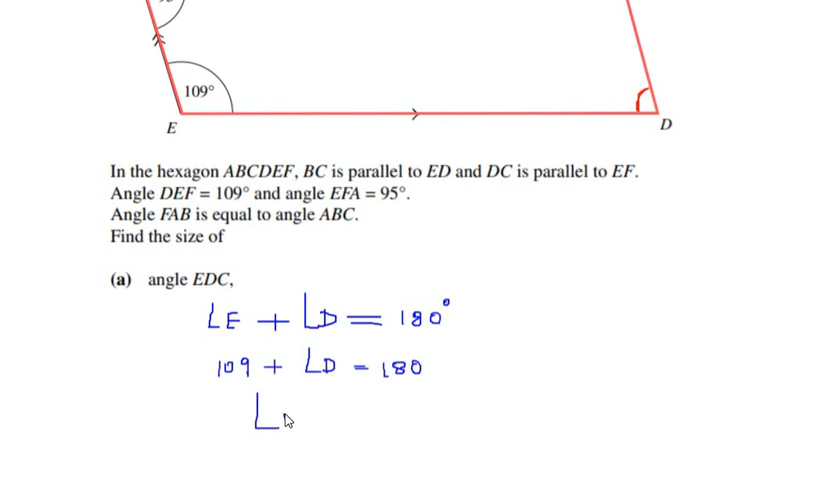 109°
E
D
In the hexagon ABCDEF, BC is parallel to ED and DC is parallel to EF.
Angle DEF = 109° and angle EFA = 95°.
Angle FAB is equal to angle ABC.
Find the size of
(a) angle EDC,
∠E + ∠D = 180°
109 + ∠D = 180
∠